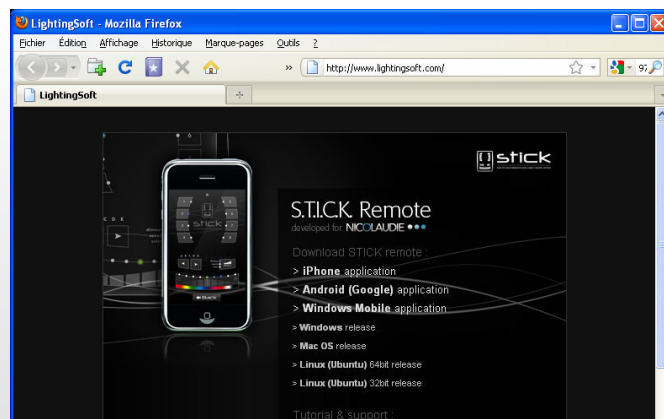 LightingSoft - Mozilla Firefox
Fichier Édition Affichage Historique Marque-pages Outils ?
» http://www.lightingsoft.com/
LightingSoft
stick
S.T.I.C.K. Remote
developed for NICOLAUDIE
Download STICK remote :
> iPhone application
> Android (Google) application
> Windows Mobile application
> Windows release
> Mac OS release
> Linux (Ubuntu) 64bit release
> Linux (Ubuntu) 32bit release
Tutorial & support :
stick